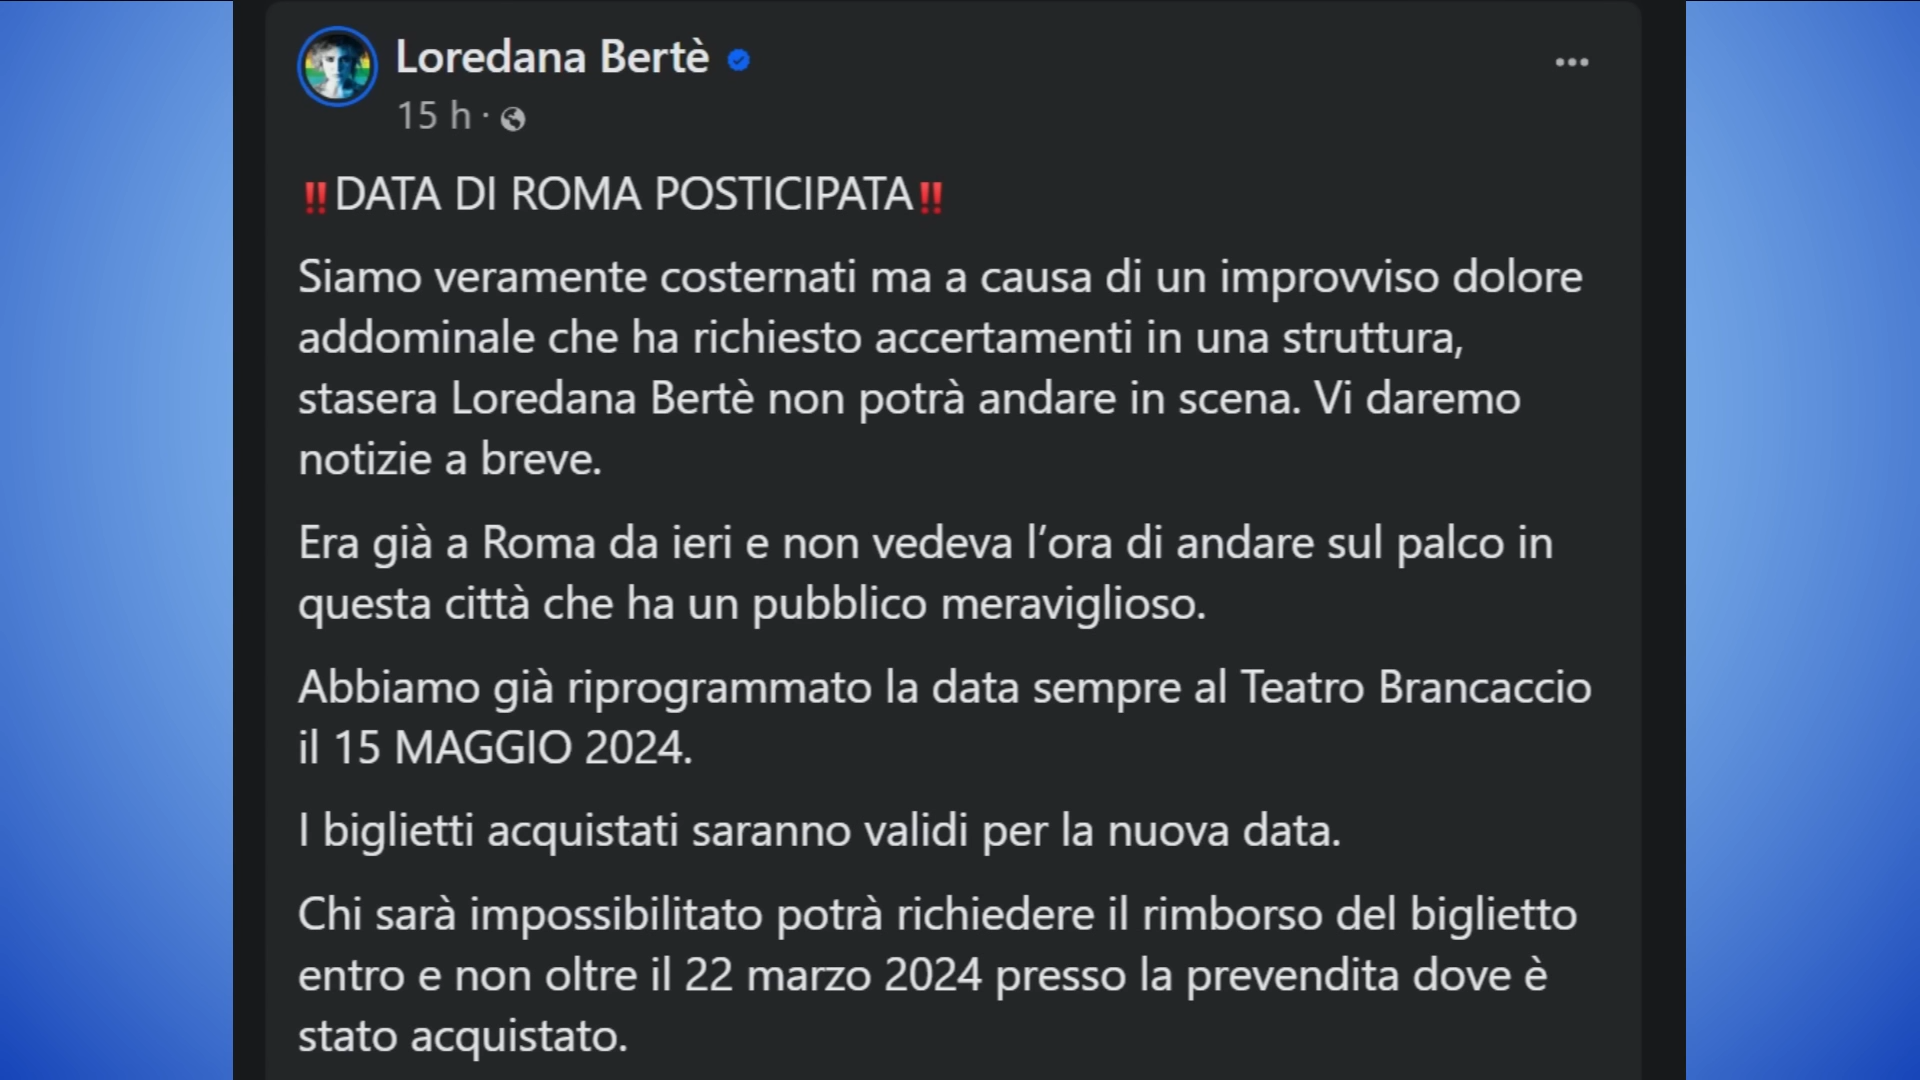 Loredana Bertè
15 h ·
‼DATA DI ROMA POSTICIPATA‼
Siamo veramente costernati ma a causa di un improvviso dolore
addominale che ha richiesto accertamenti in una struttura,
stasera Loredana Bertè non potrà andare in scena. Vi daremo
notizie a breve.
Era già a Roma da ieri e non vedeva l’ora di andare sul palco in
questa città che ha un pubblico meraviglioso.
Abbiamo già riprogrammato la data sempre al Teatro Brancaccio
il 15 MAGGIO 2024.
I biglietti acquistati saranno validi per la nuova data.
Chi sarà impossibilitato potrà richiedere il rimborso del biglietto
entro e non oltre il 22 marzo 2024 presso la prevendita dove è
stato acquistato.